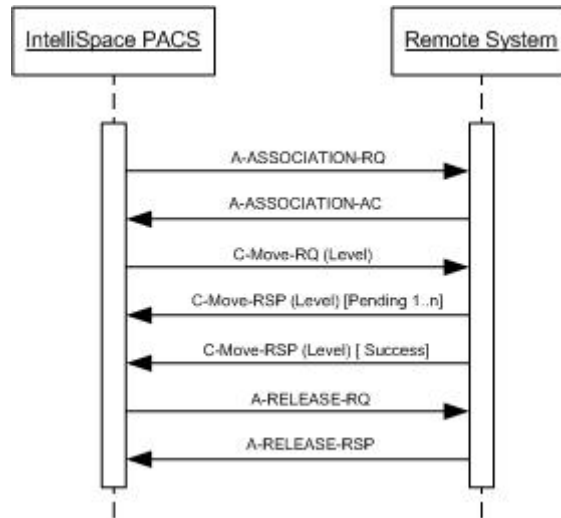 IntelliSpace PACS
Remote System
A-ASSOCIATION-RQ
A-ASSOCIATION-AC
C-Move-RQ (Level)
C-Move-RSP (Level) [Pending 1..n]
C-Move-RSP (Level) [ Success]
A-RELEASE-RQ
A-RELEASE-RSP